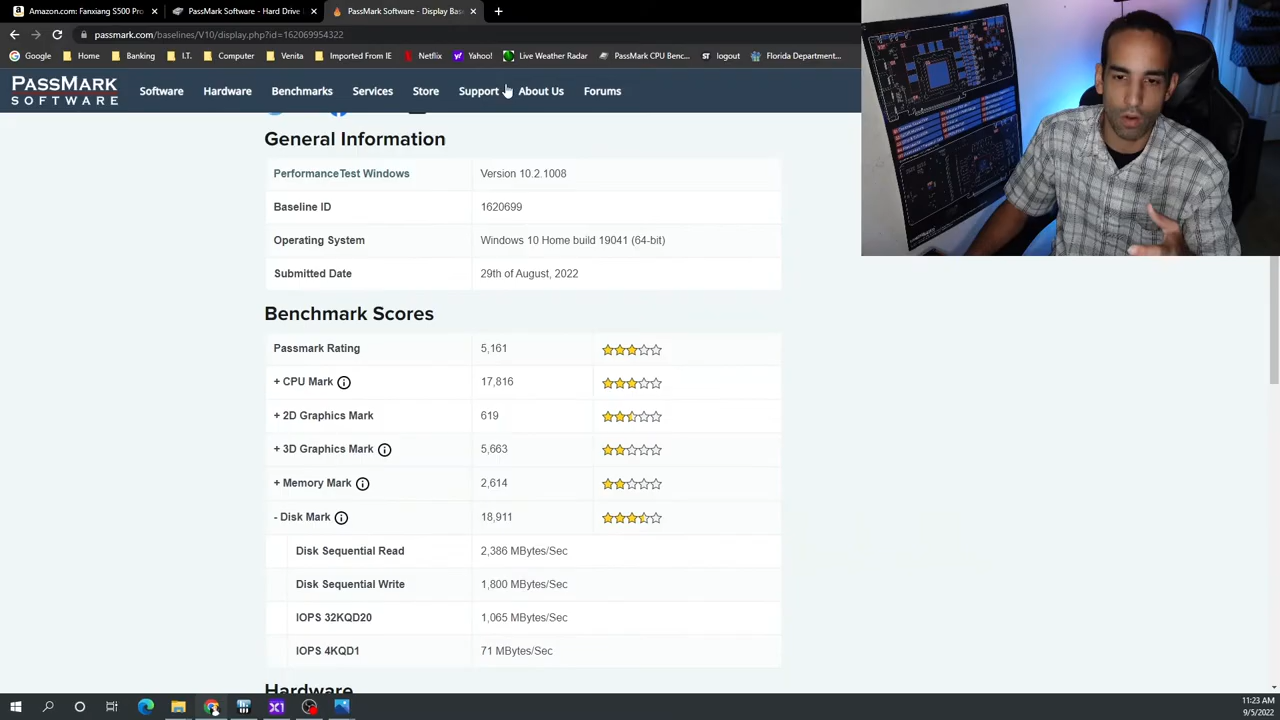 Amazon.com: Fanxiang S500 Pro
PassMark Software - Hard Drive
PassMark Software - Display Bas
passmark.com/baselines/V10/display.php?id=162069954322
Google Home Banking I.T. Computer Venita Imported From IE Netflix Yahoo! Live Weather Radar PassMark CPU Benc... logout Florida Department...
PASSMARK SOFTWARE
Software Hardware Benchmarks Services Store Support About Us Forums
General Information
PerformanceTest Windows Version 10.2.1008
Baseline ID 1620699
Operating System Windows 10 Home build 19041 (64-bit)
Submitted Date 29th of August, 2022
Benchmark Scores
Passmark Rating 5,161
+ CPU Mark 17,816
+ 2D Graphics Mark 619
+ 3D Graphics Mark 5,663
+ Memory Mark 2,614
- Disk Mark 18,911
Disk Sequential Read 2,386 MBytes/Sec
Disk Sequential Write 1,800 MBytes/Sec
IOPS 32KQD20 1,065 MBytes/Sec
IOPS 4KQD1 71 MBytes/Sec
Hardware
11:23 AM
9/5/2022